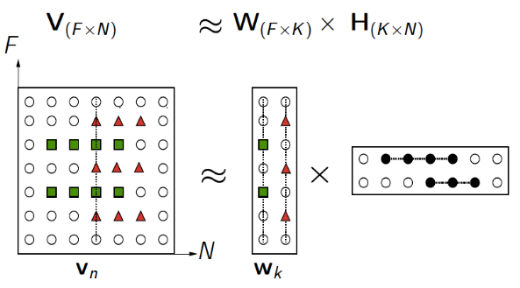 V(F×N) ≈ W(F×K) × H(K×N)
F
≈ ×
N
vn wk